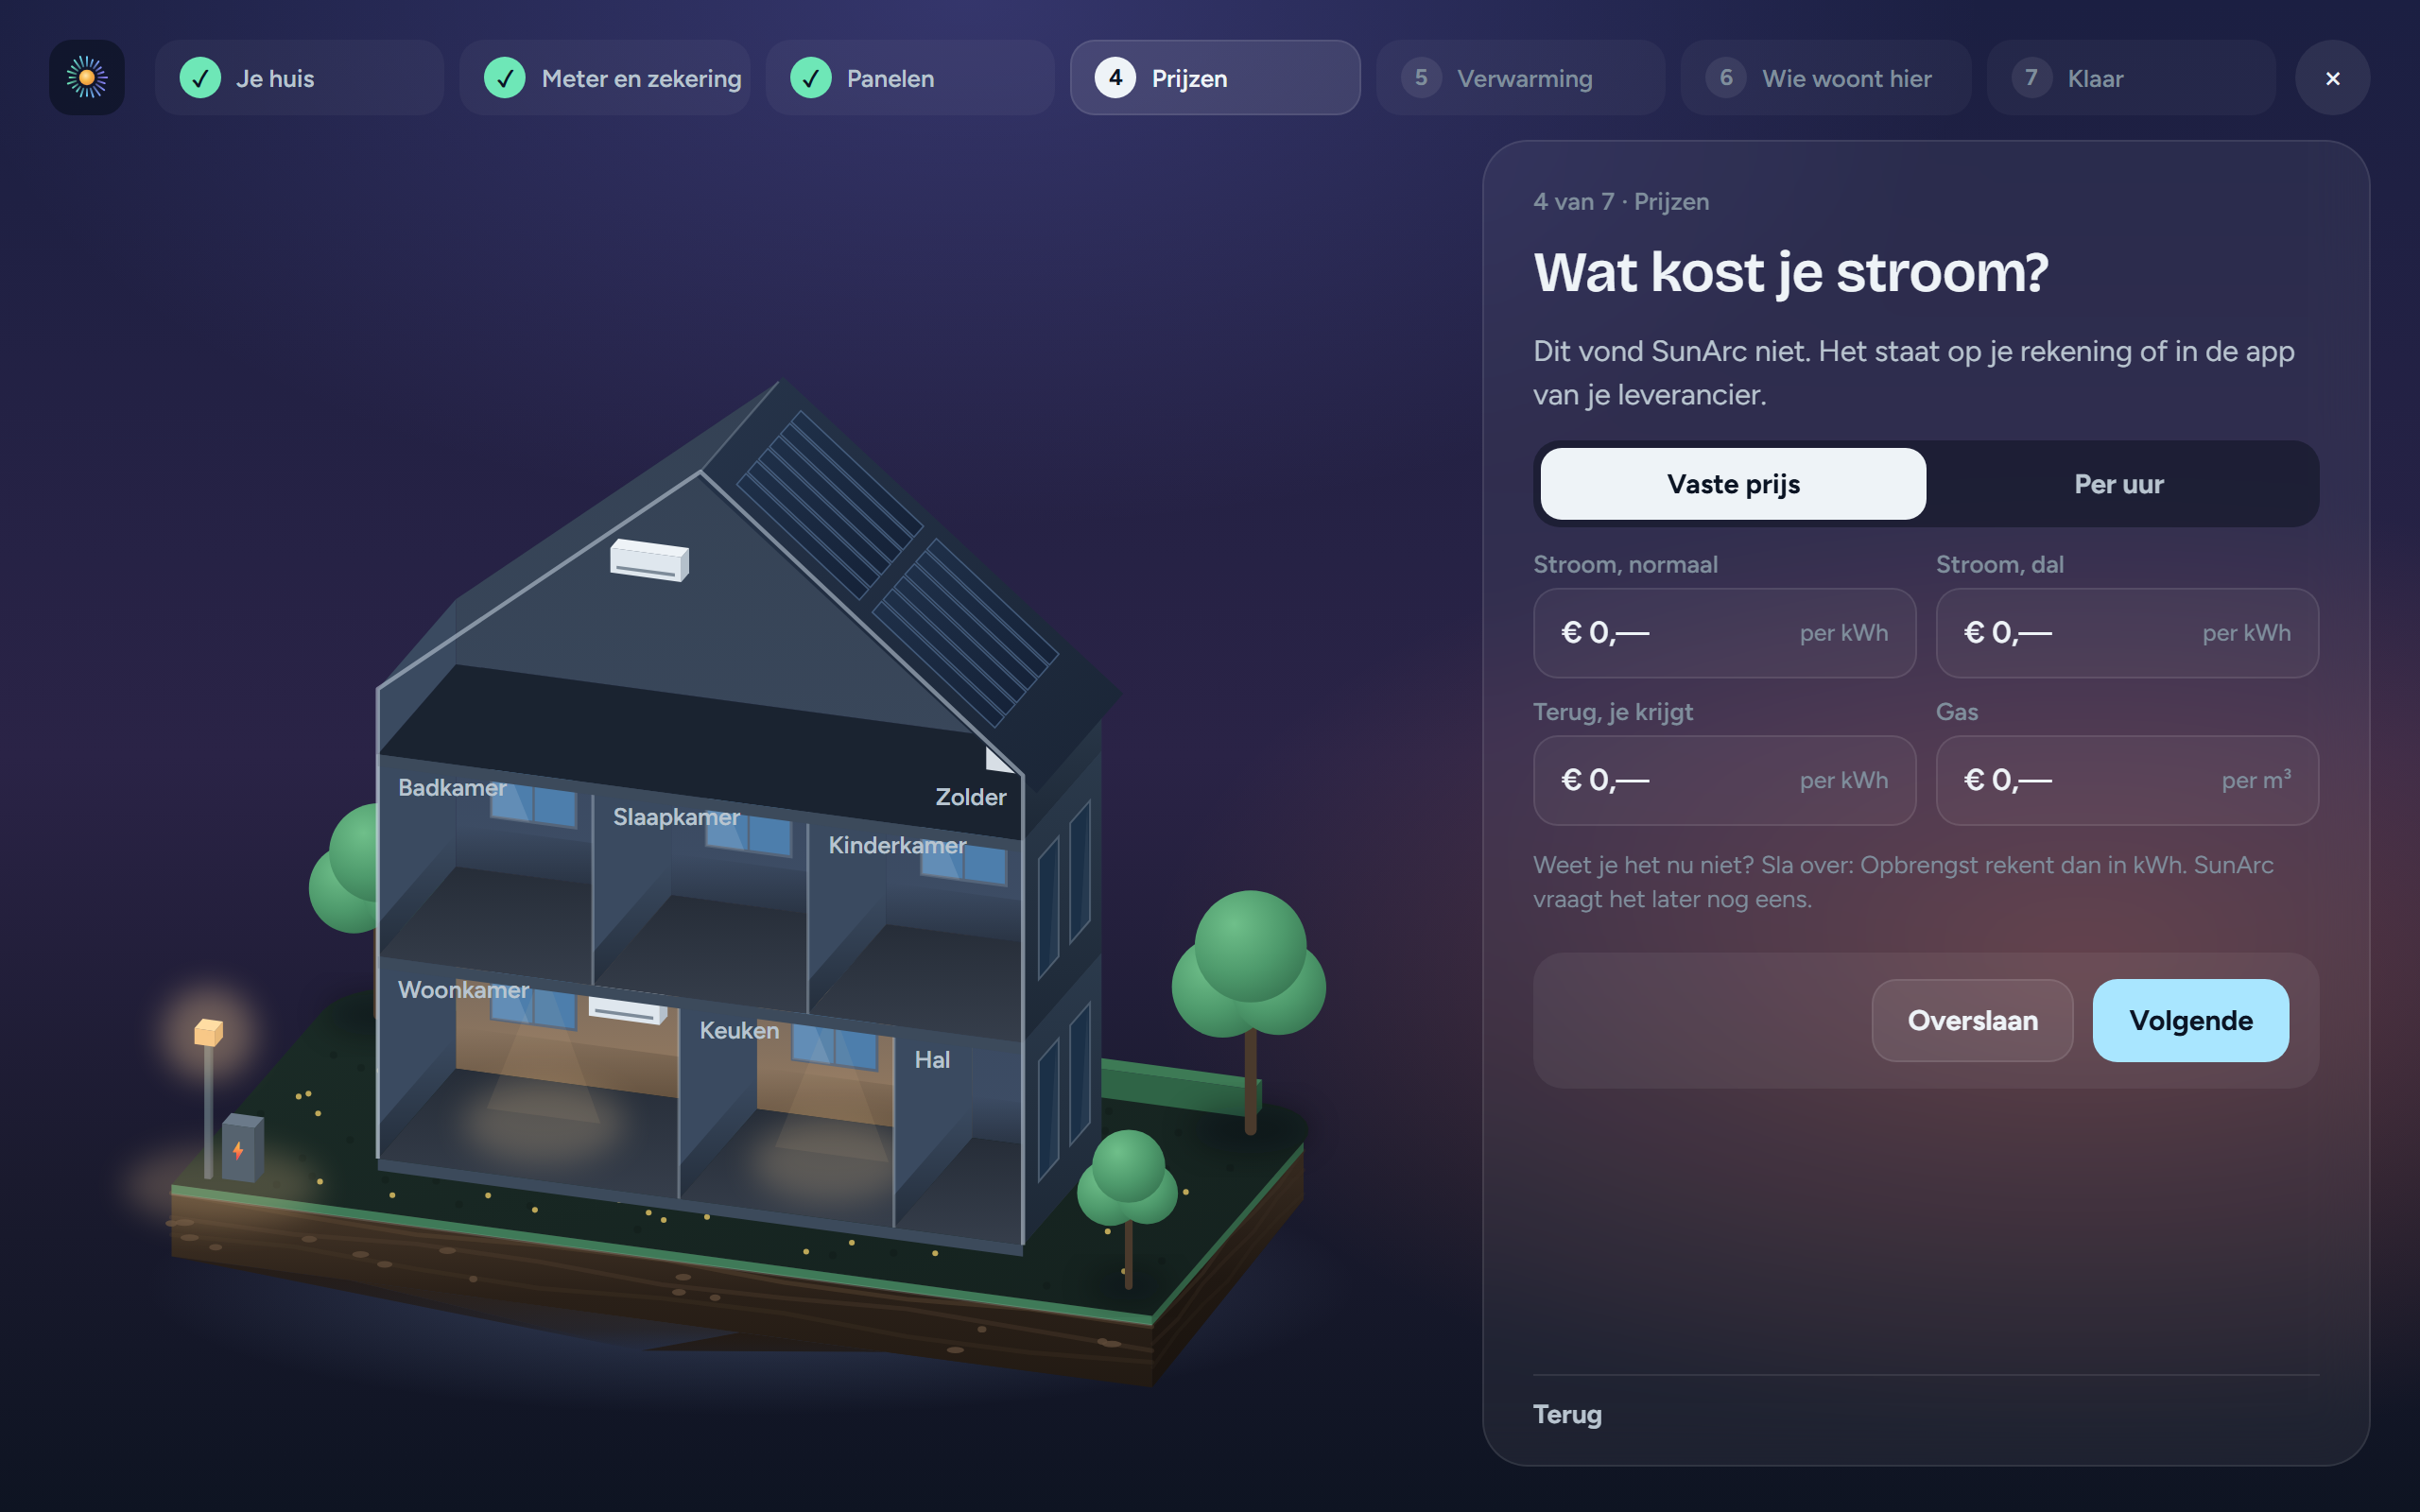 ✓ Je huis
✓ Meter en zekering
✓ Panelen
4 Prijzen
5 Verwarming
6 Wie woont hier
7 Klaar
×
4 van 7 · Prijzen
Wat kost je stroom?
Dit vond SunArc niet. Het staat op je rekening of in de app
van je leverancier.
Vaste prijs
Per uur
Stroom, normaal
Stroom, dal
€ 0,— per kWh
€ 0,— per kWh
Terug, je krijgt
Gas
€ 0,— per kWh
€ 0,— per m³
Weet je het nu niet? Sla over: Opbrengst rekent dan in kWh. SunArc
vraagt het later nog eens.
Overslaan
Volgende
Terug
Badkamer
Slaapkamer
Zolder
Kinderkamer
Woonkamer
Keuken
Hal